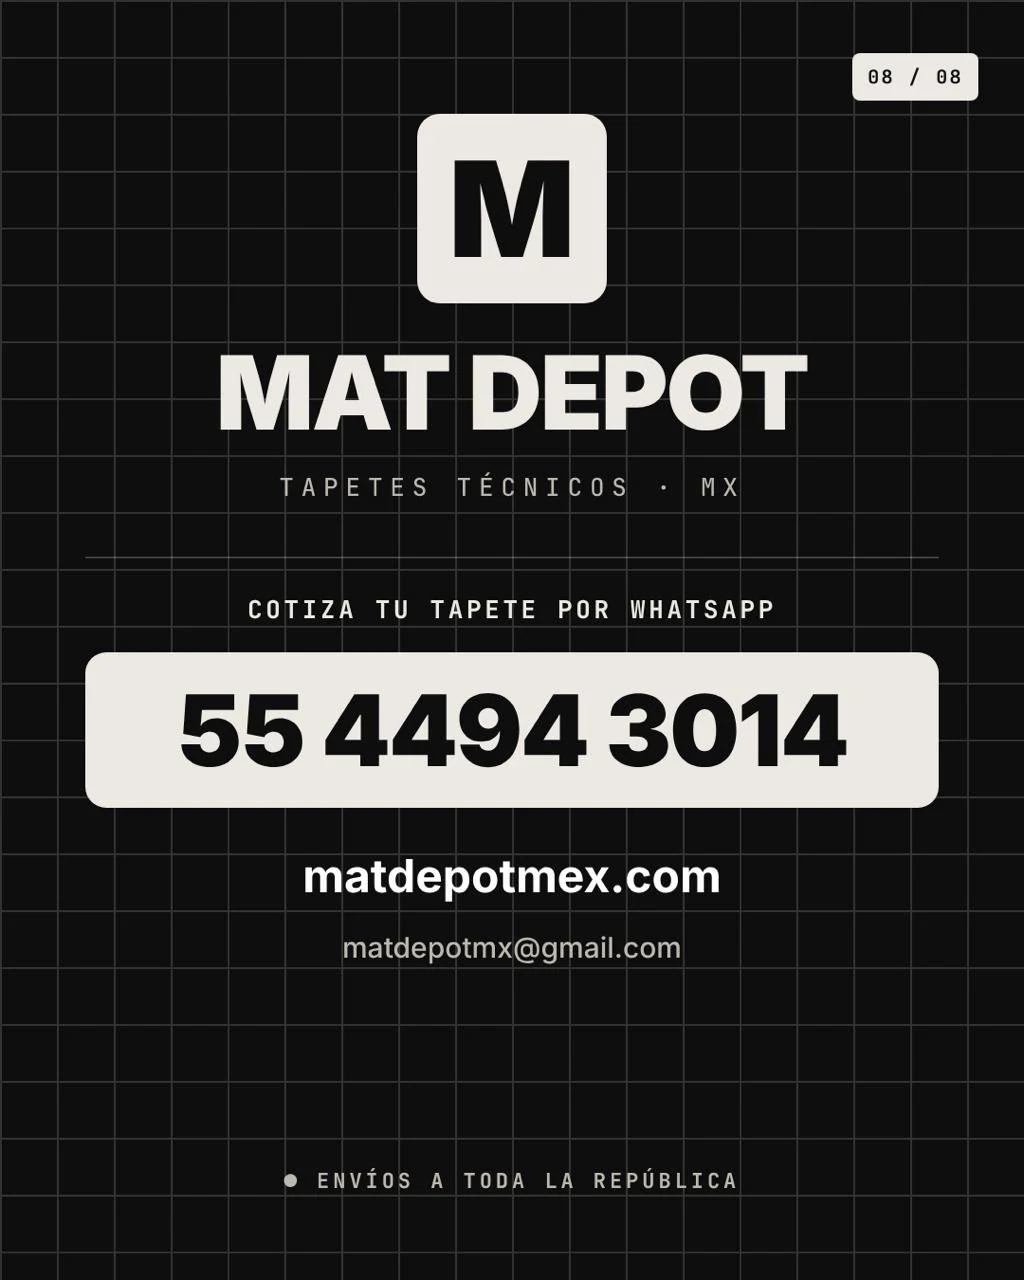 08 / 08
M
MAT DEPOT
TAPETES TÉCNICOS · MX
COTIZA TU TAPETE POR WHATSAPP
55 4494 3014
matdepotmex.com
matdepotmx@gmail.com
ENVÍOS A TODA LA REPÚBLICA